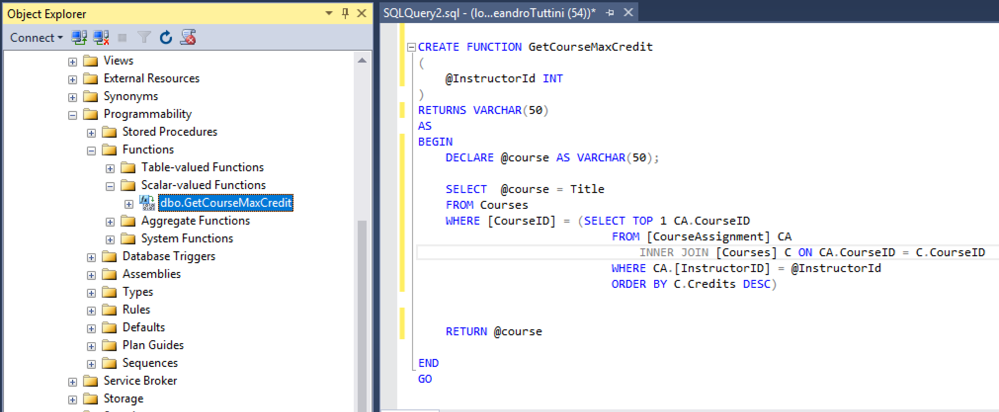 Object Explorer
Connect
Views
External Resources
Synonyms
Programmability
Stored Procedures
Functions
Table-valued Functions
Scalar-valued Functions
dbo.GetCourseMaxCredit
Aggregate Functions
System Functions
Database Triggers
Assemblies
Types
Rules
Defaults
Plan Guides
Sequences
Service Broker
Storage
SQLQuery2.sql - (lo...eandroTuttini (54))*
CREATE FUNCTION GetCourseMaxCredit
(
@InstructorId INT
)
RETURNS VARCHAR(50)
AS
BEGIN
DECLARE @course AS VARCHAR(50);
SELECT  @course = Title
FROM Courses
WHERE [CourseID] = (SELECT TOP 1 CA.CourseID
FROM [CourseAssignment] CA
INNER JOIN [Courses] C ON CA.CourseID = C.CourseID
WHERE CA.[InstructorID] = @InstructorId
ORDER BY C.Credits DESC)
RETURN @course
END
GO